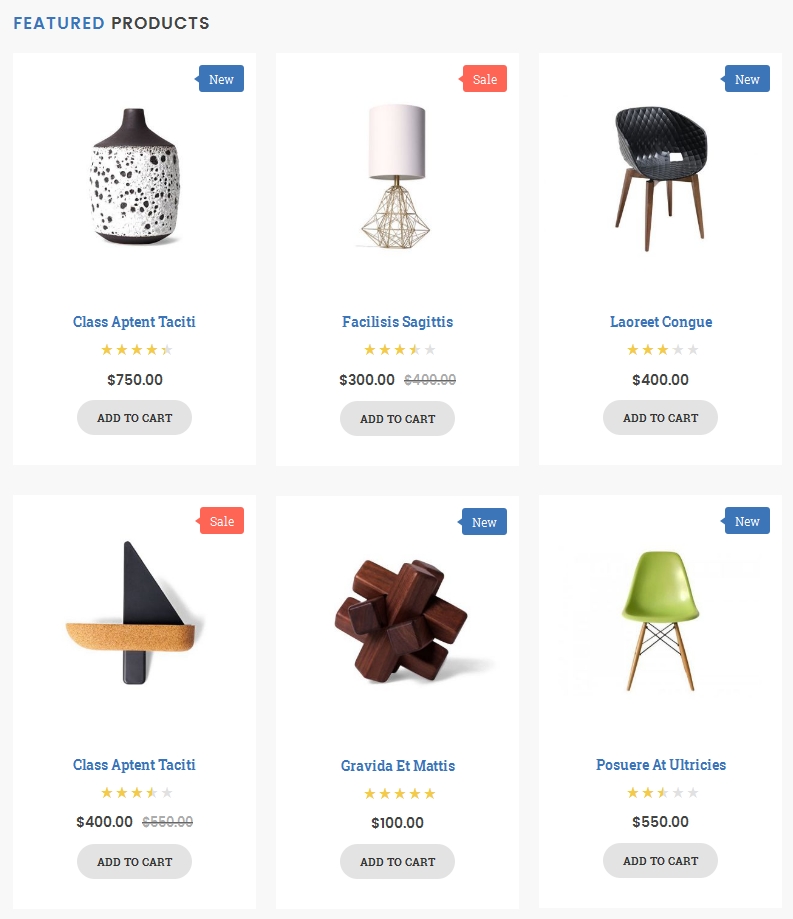 FEATURED PRODUCTS
New
Class Aptent Taciti
$750.00
ADD TO CART
Sale
Facilisis Sagittis
$300.00 $400.00
ADD TO CART
New
Laoreet Congue
$400.00
ADD TO CART
Sale
Class Aptent Taciti
$400.00 $550.00
ADD TO CART
New
Gravida Et Mattis
$100.00
ADD TO CART
New
Posuere At Ultricies
$550.00
ADD TO CART